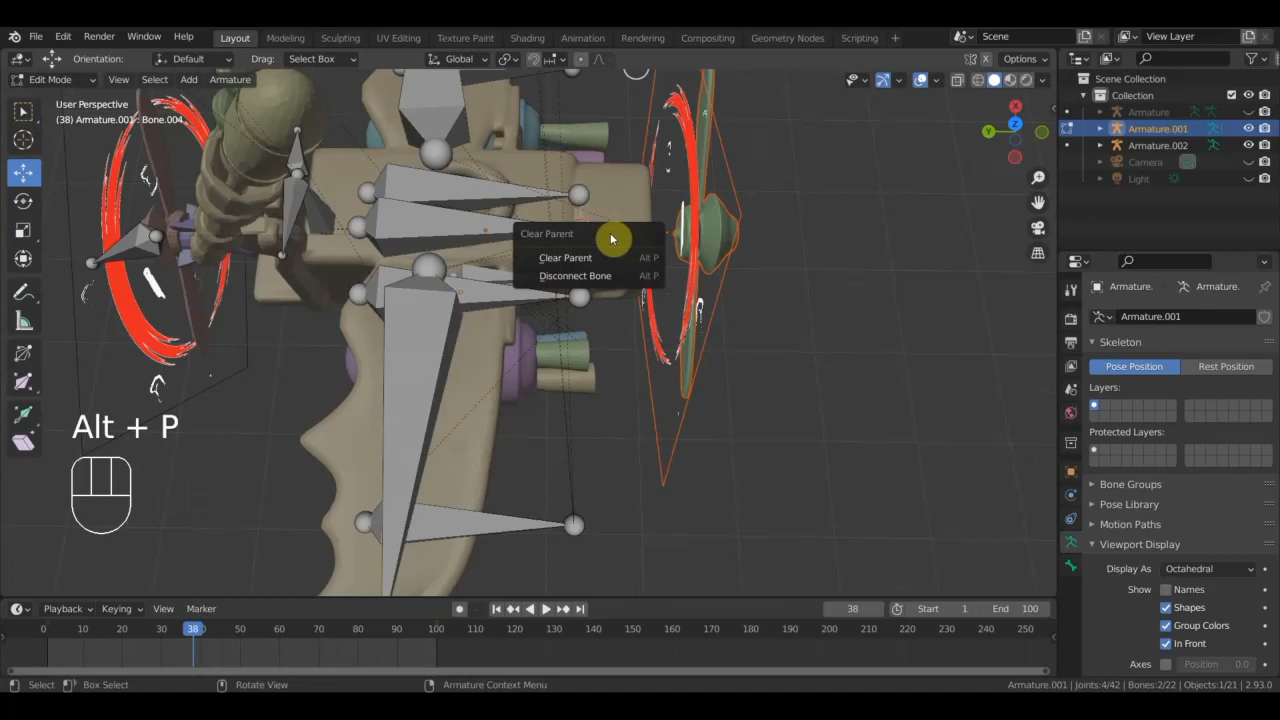 File Edit Render Window Help Layout Modeling Sculpting UV Editing Texture Paint Shading Animation Rendering Compositing Geometry Nodes Scripting + Scene View Layer
Orientation: Default Drag: Select Box Global X Y Z Options
Edit Mode View Select Add Armature
User Perspective
(38) Armature.001 : Bone.004
Scene Collection
Collection
Armature
Armature.001
Armature.002
Camera
Light
X
Y
Z
Clear Parent
Clear Parent Alt P
Disconnect Bone Alt P
Alt + P
Armature. Armature.
Armature.001
Skeleton
Pose Position Rest Position
Layers:
Protected Layers:
Bone Groups
Pose Library
Motion Paths
Viewport Display
Display As Octahedral
Show Names
Shapes
Group Colors
In Front
Axes Position 0.0
Playback Keying View Marker 38 Start 1 End 100
0 10 20 30 38 50 60 70 80 90 100 110 120 130 140 150 160 170 180 190 200 210 220 230 240 250
Select Box Select Rotate View Armature Context Menu Armature.001 | Joints:4/42 | Bones:2/22 | Objects:1/21 | 2.93.0